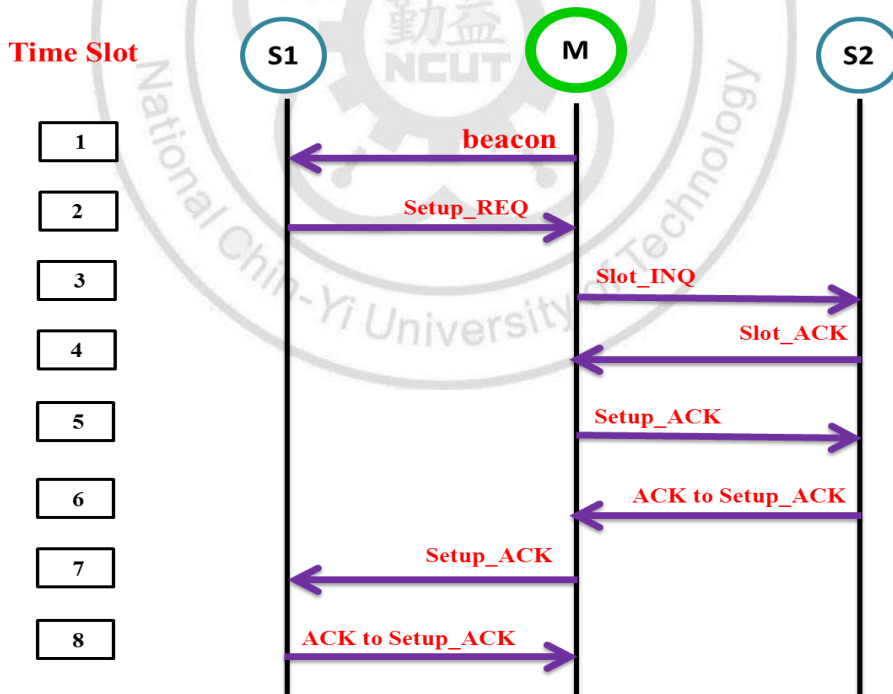 勤益
NCUT
National Chin-Yi University of Technology
Time Slot
S1
M
S2
1
beacon
2
Setup_REQ
3
Slot_INQ
4
Slot_ACK
5
Setup_ACK
6
ACK to Setup_ACK
7
Setup_ACK
8
ACK to Setup_ACK